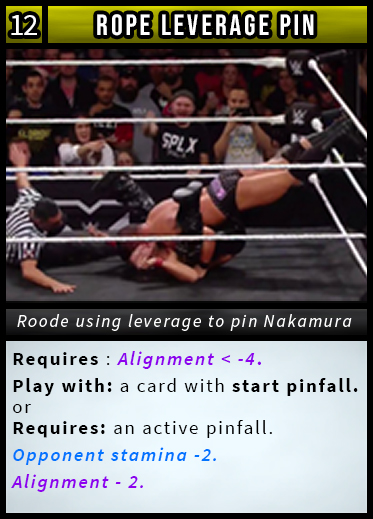 12 ROPE LEVERAGE PIN
SPLX
Roode using leverage to pin Nakamura
Requires : Alignment < -4.
Play with: a card with start pinfall.
or
Requires: an active pinfall.
Opponent stamina -2.
Alignment - 2.